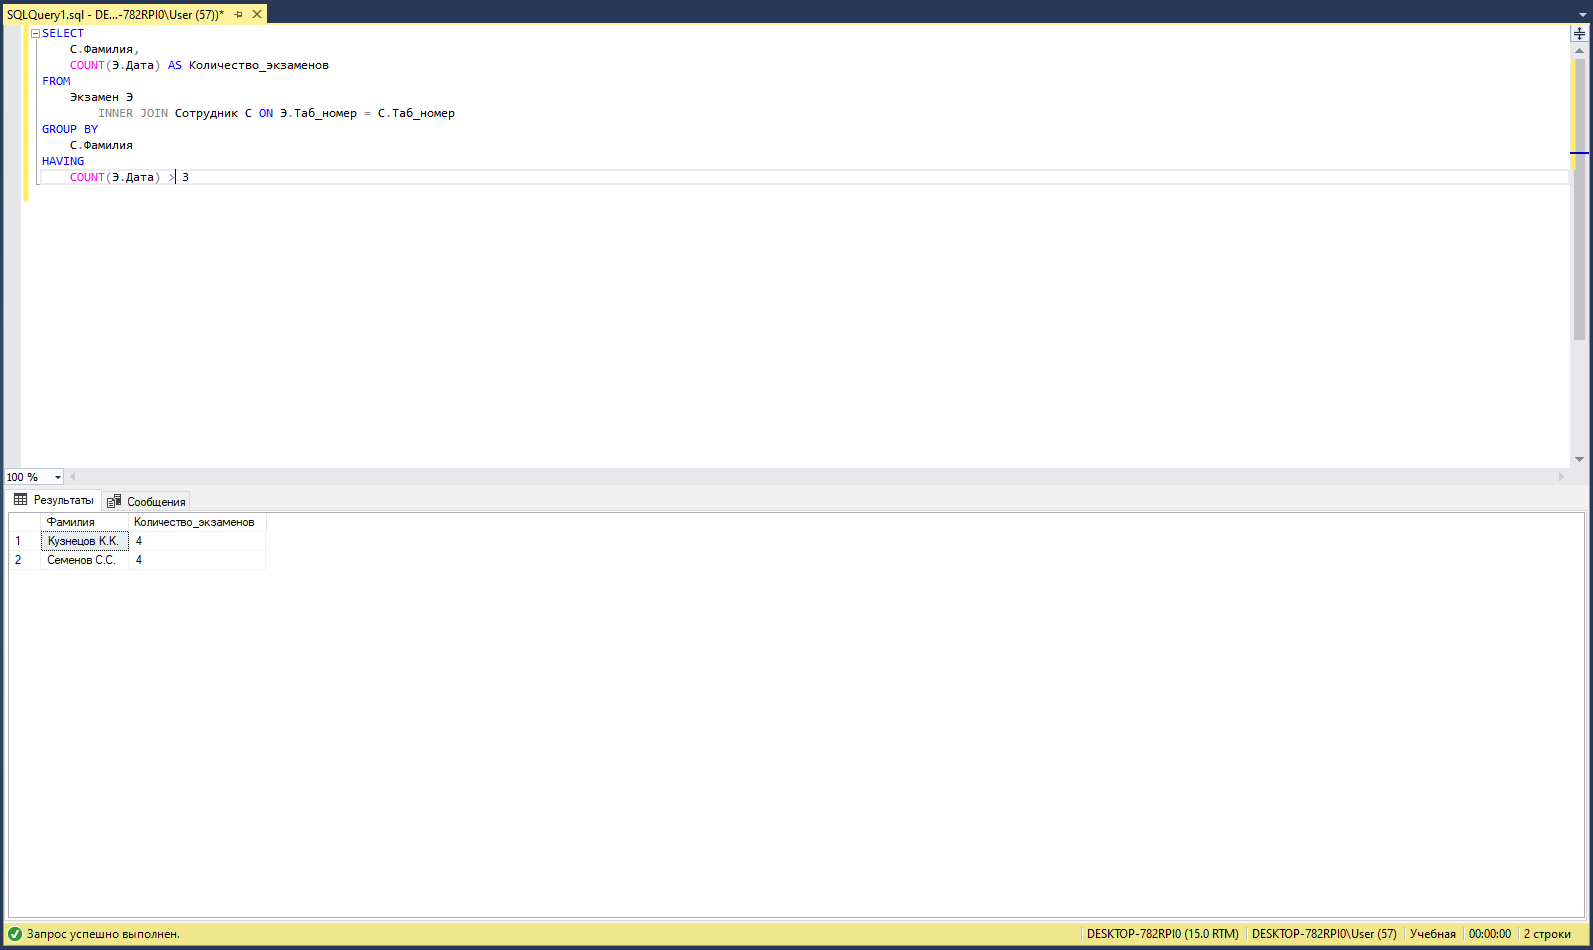 SQLQuery1.sql - DE...-782RPI0\User (57))*
SELECT
С.Фамилия,
COUNT(Э.Дата) AS Количество_экзаменов
FROM
Экзамен Э
INNER JOIN Сотрудник С ON Э.Таб_номер = С.Таб_номер
GROUP BY
С.Фамилия
HAVING
COUNT(Э.Дата) > 3
100 %
Результаты Сообщения
Фамилия Количество_экзаменов
1 Кузнецов К.К. 4
2 Семенов С.С. 4
Запрос успешно выполнен. DESKTOP-782RPI0 (15.0 RTM) DESKTOP-782RPI0\User (57) Учебная 00:00:00 2 строки